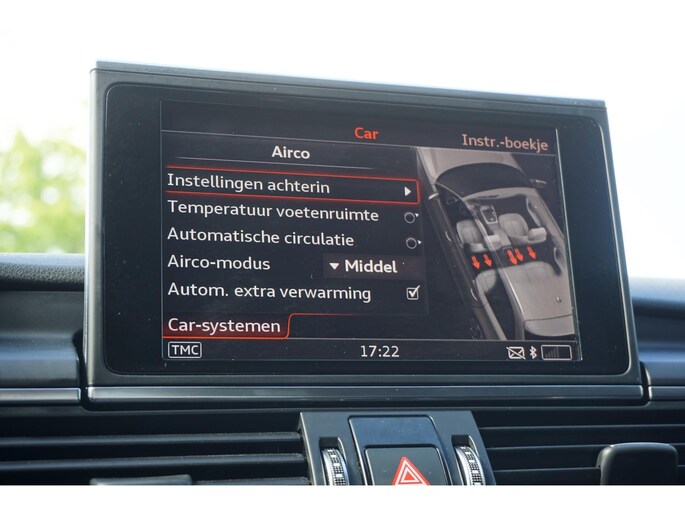 Car
Instr.-boekje
Airco
Instellingen achterin
Temperatuur voetenruimte
Automatische circulatie
Airco-modus Middel
Autom. extra verwarming
Car-systemen
TMC 17:22